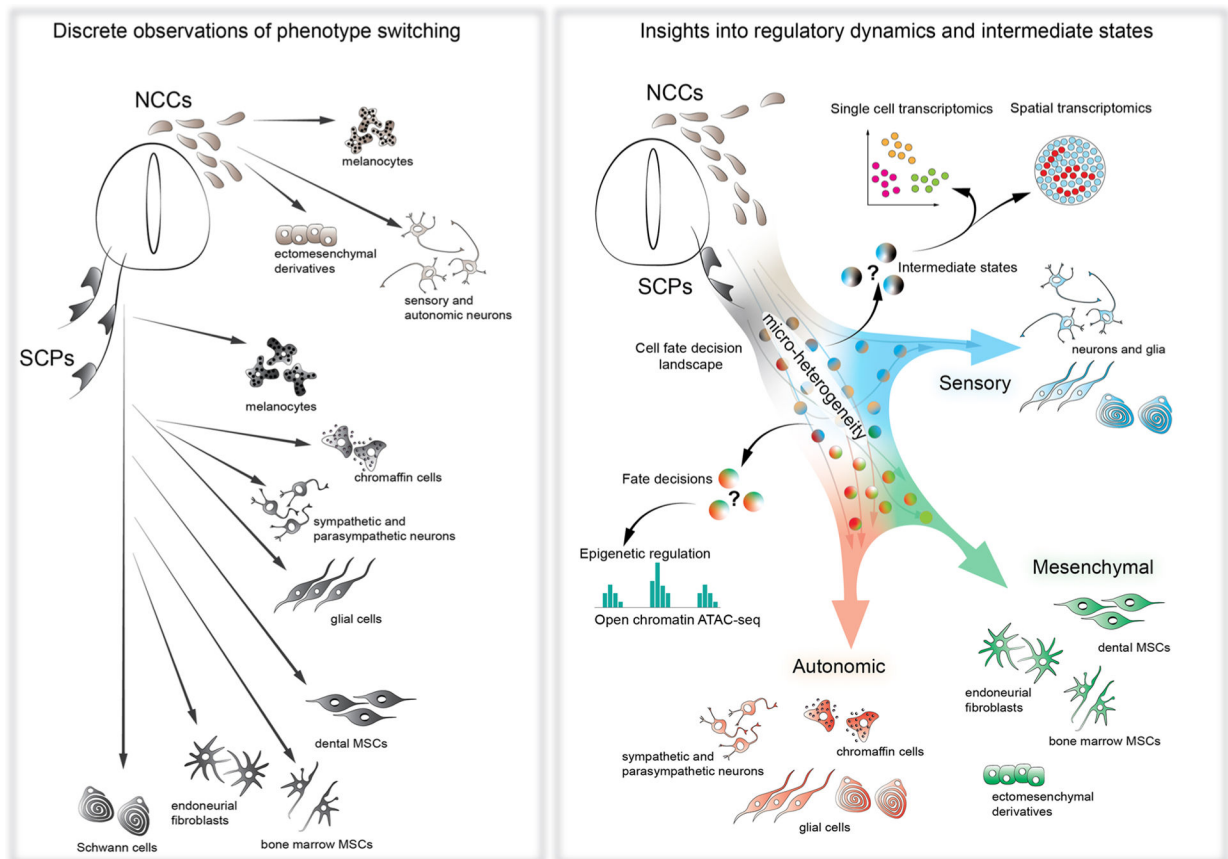 Discrete observations of phenotype switching
NCCs
melanocytes
ectomesenchymal
derivatives
sensory and
autonomic neurons
SCPs
melanocytes
chromaffin cells
sympathetic and
parasympathetic neurons
glial cells
dental MSCs
endoneurial
fibroblasts
bone marrow MSCs
Schwann cells
Insights into regulatory dynamics and intermediate states
NCCs
Single cell transcriptomics
Spatial transcriptomics
SCPs
?
Intermediate states
Cell fate decision
landscape
micro-heterogeneity
neurons and glia
Sensory
Fate decisions
?
Epigenetic regulation
Open chromatin ATAC-seq
Mesenchymal
dental MSCs
endoneurial
fibroblasts
bone marrow MSCs
ectomesenchymal
derivatives
Autonomic
sympathetic and
parasympathetic neurons
chromaffin cells
glial cells